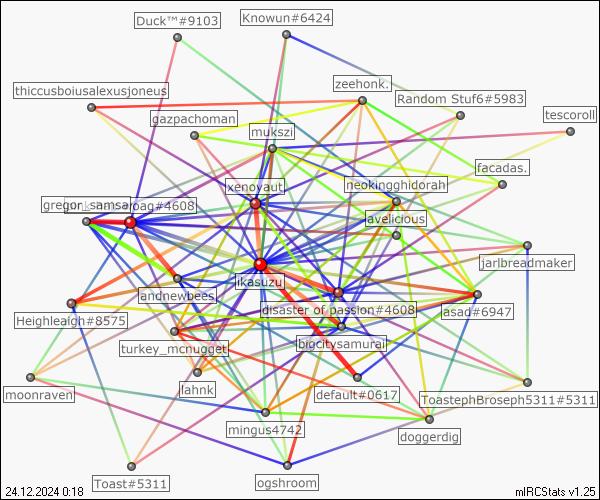 Duck™#9103
Knowun#6424
zeehonk.
thiccusboiusalexusjoneus
Random Stuf6#5983
gazpachoman
tescoroll
mukszi
facadas.
xenoyaut
neokingghidorah
gregor_samsa
#4608
lavelicious
jarlbreadmaker
ikasuzu
andnewbees
disaster of passion#4608
asad#6947
Heighleaigh#8575
turkey_mcnugget
bigcitysamurai
lahnk
moonraven
default#0617
ToastephBroseph5311#5311
mingus4742
doggerdig
Toast#5311
ogshroom
24.12.2024 0:18
mIRCStats v1.25